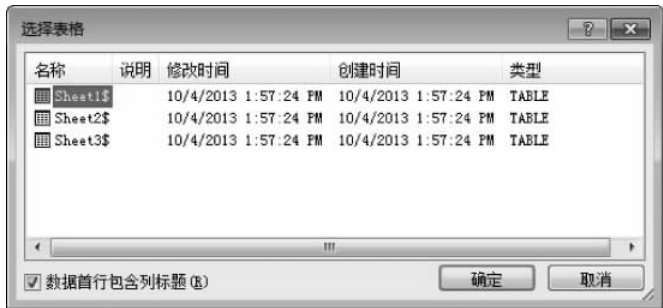 选择表格
名称 说明 修改时间 创建时间 类型
Sheet1$ 10/4/2013 1:57:24 PM 10/4/2013 1:57:24 PM TABLE
Sheet2$ 10/4/2013 1:57:24 PM 10/4/2013 1:57:24 PM TABLE
Sheet3$ 10/4/2013 1:57:24 PM 10/4/2013 1:57:24 PM TABLE
数据首行包含列标题(R) 确定 取消